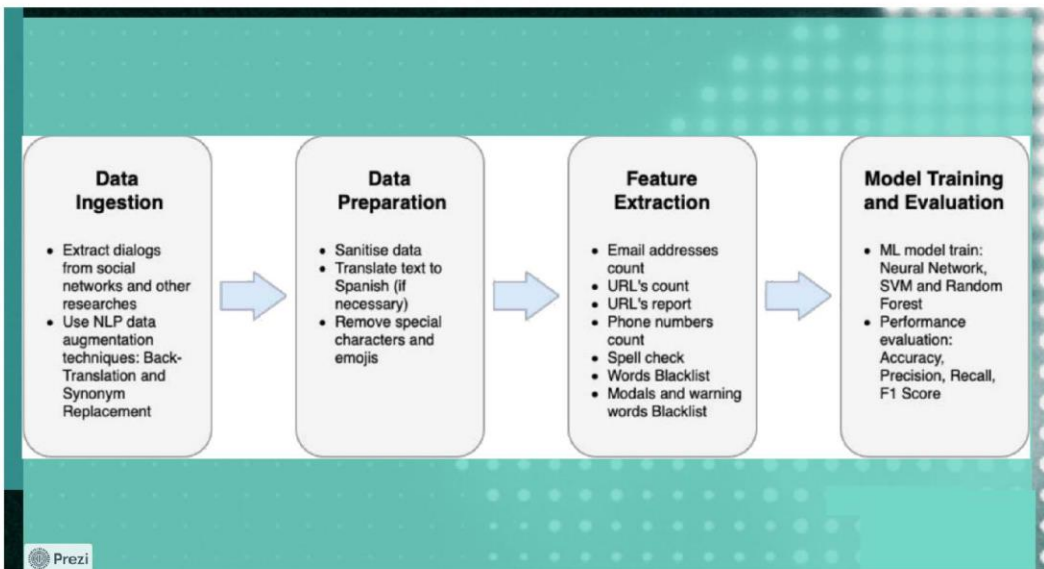 Data
Ingestion
• Extract dialogs
from social
networks and other
researches
• Use NLP data
augmentation
techniques: Back-
Translation and
Synonym
Replacement
Data
Preparation
• Sanitise data
• Translate text to
Spanish (if
necessary)
• Remove special
characters and
emojis
Feature
Extraction
• Email addresses
count
• URL's count
• URL's report
• Phone numbers
count
• Spell check
• Words Blacklist
• Modals and warning
words Blacklist
Model Training
and Evaluation
• ML model train:
Neural Network,
SVM and Random
Forest
• Performance
evaluation:
Accuracy,
Precision, Recall,
F1 Score
Prezi